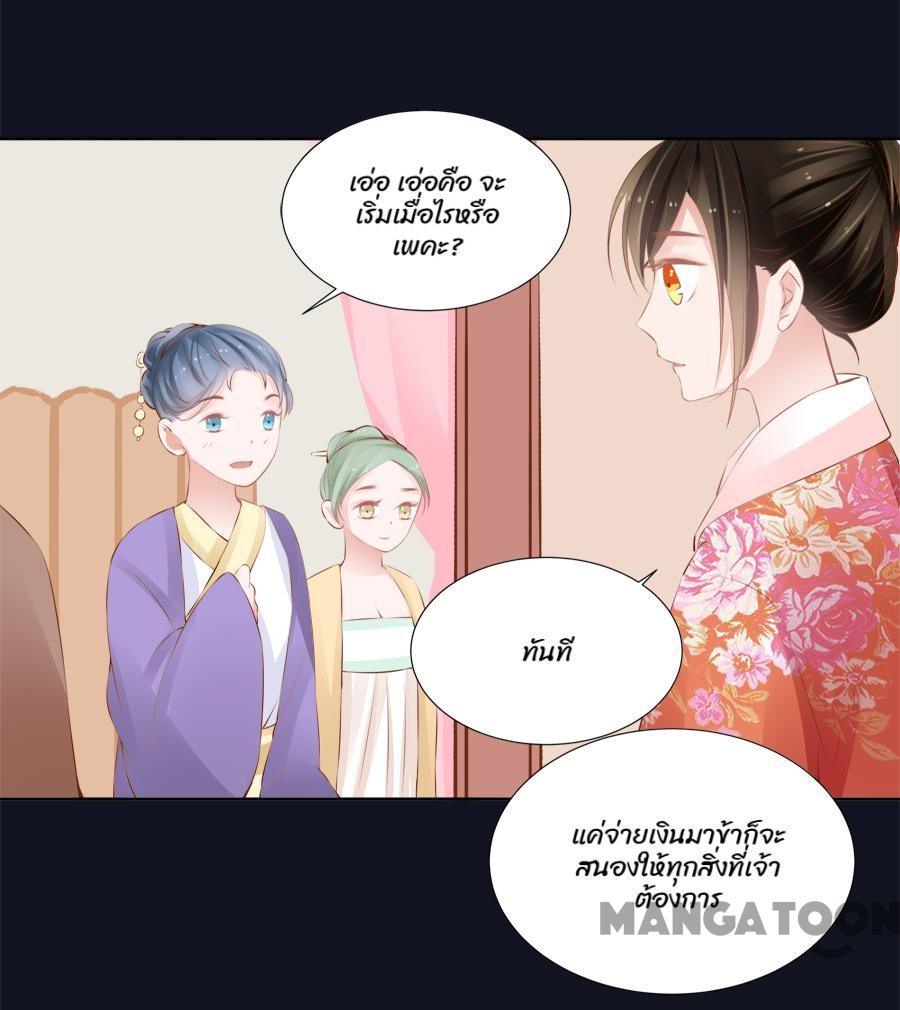 เอ่อ เอ่อคือ จะ
เริ่มเมื่อไรหรือ
เพคะ?
ทันที
แค่จ่ายเงินมาข้าก็จะ
สนองให้ทุกสิ่งที่เจ้า
ต้องการ
MANGATOON